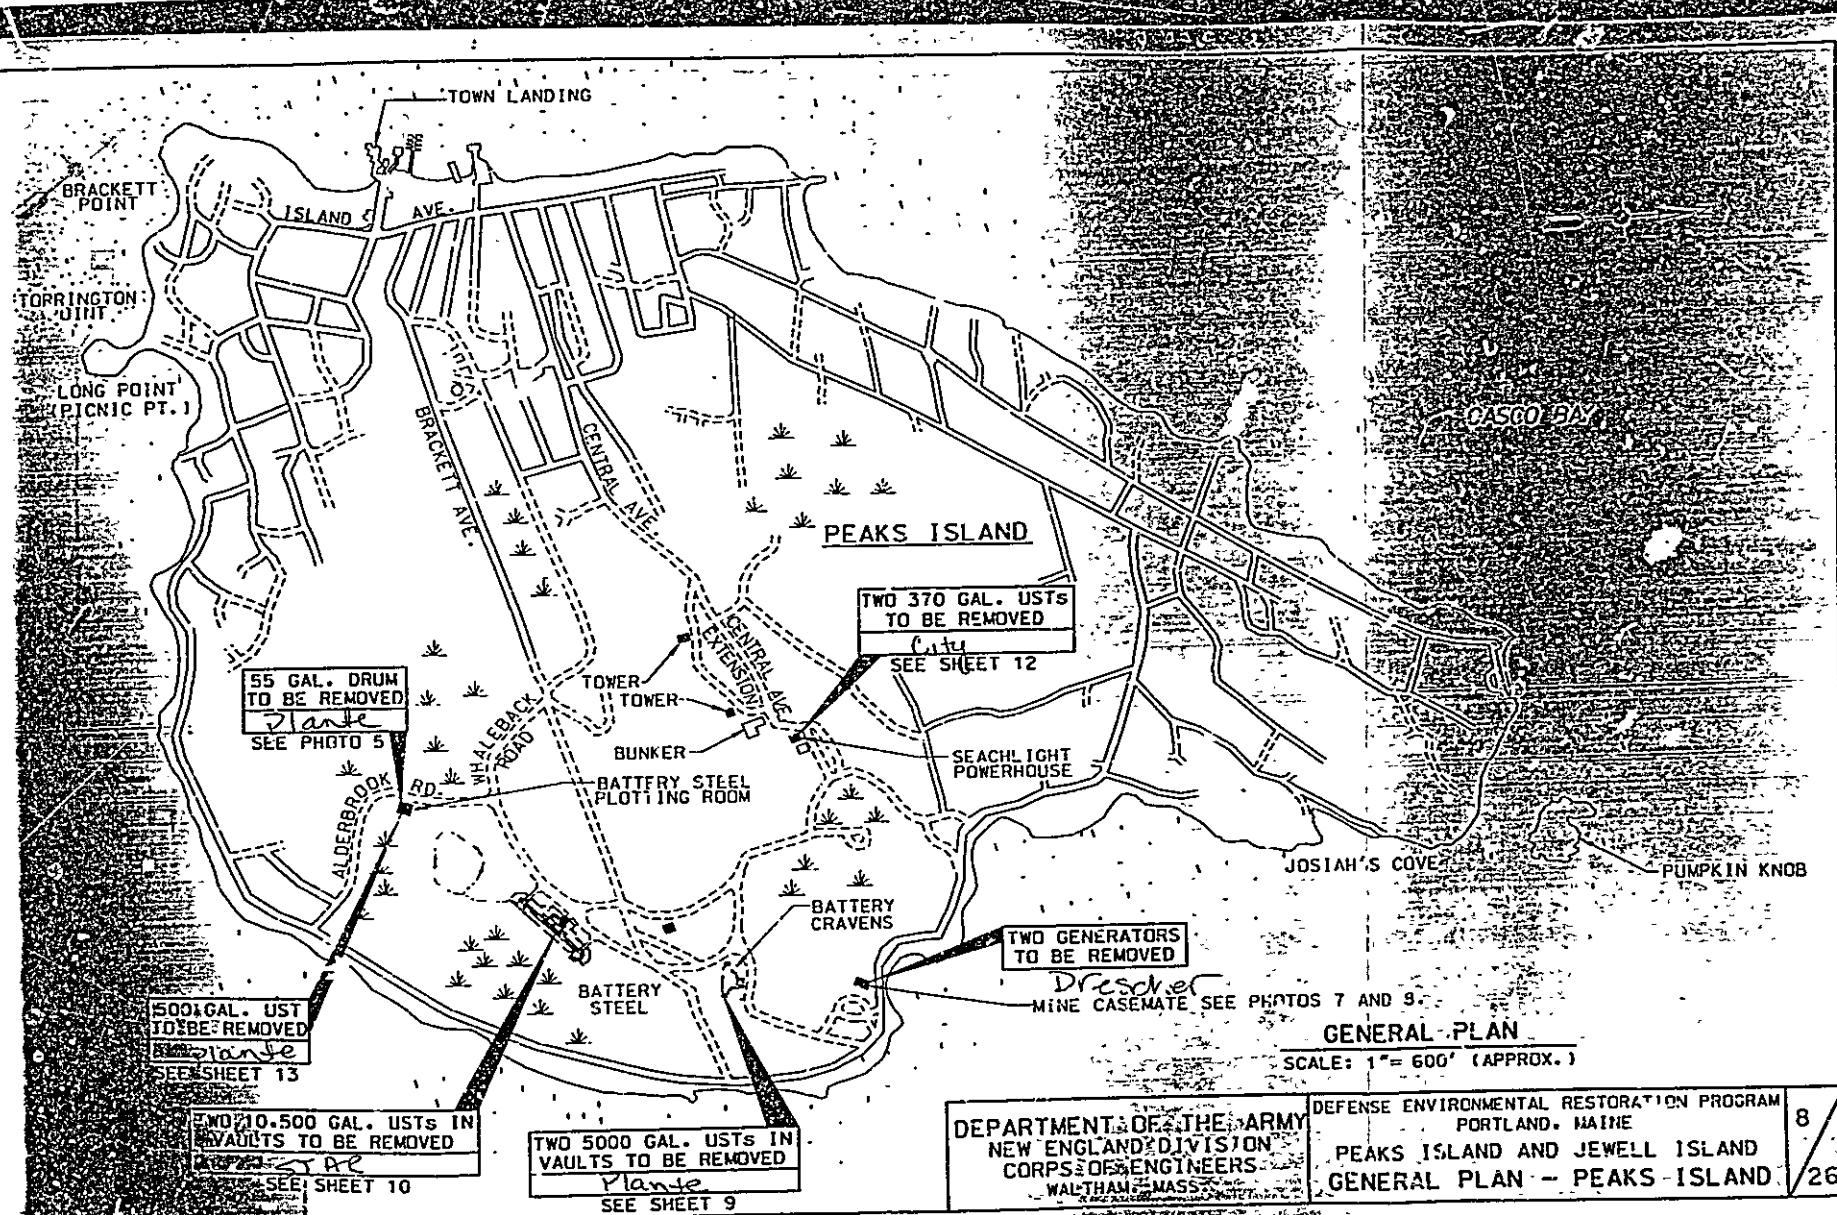 TOWN LANDING
BRACKETT
POINT
ISLAND AVE.
TORRINGTON
OINT
LONG POINT
(PICNIC PT.)
CASCO BAY
BRACKETT AVE.
CENTRAL AVE.
PEAKS ISLAND
TWO 370 GAL. USTs
TO BE REMOVED
City
SEE SHEET 12
CENTRAL AVE.
EXTENSION
55 GAL. DRUM
TO BE REMOVED
Plante
SEE PHOTO 5
TOWER
TOWER
WHALEBACK
ROAD
BUNKER
SEACHLIGHT
POWERHOUSE
ALDERBROOK RD.
BATTERY STEEL
PLOTTING ROOM
JOSIAH'S COVE
PUMPKIN KNOB
BATTERY
CRAVENS
TWO GENERATORS
TO BE REMOVED
Drescher
MINE CASEMATE SEE PHOTOS 7 AND 8.
BATTERY
STEEL
500 GAL. UST
TO BE REMOVED
Plante
SEE SHEET 13
GENERAL PLAN
SCALE: 1"= 600' (APPROX.)
TWO 10.500 GAL. USTs IN
VAULTS TO BE REMOVED
STAR
SEE SHEET 10
TWO 5000 GAL. USTs IN
VAULTS TO BE REMOVED
Plante
SEE SHEET 9
DEPARTMENT OF THE ARMY
NEW ENGLAND DIVISION
CORPS OF ENGINEERS
WALTHAM. MASS.
DEFENSE ENVIRONMENTAL RESTORATION PROGRAM
PORTLAND. MAINE
PEAKS ISLAND AND JEWELL ISLAND
GENERAL PLAN - PEAKS ISLAND
8/26